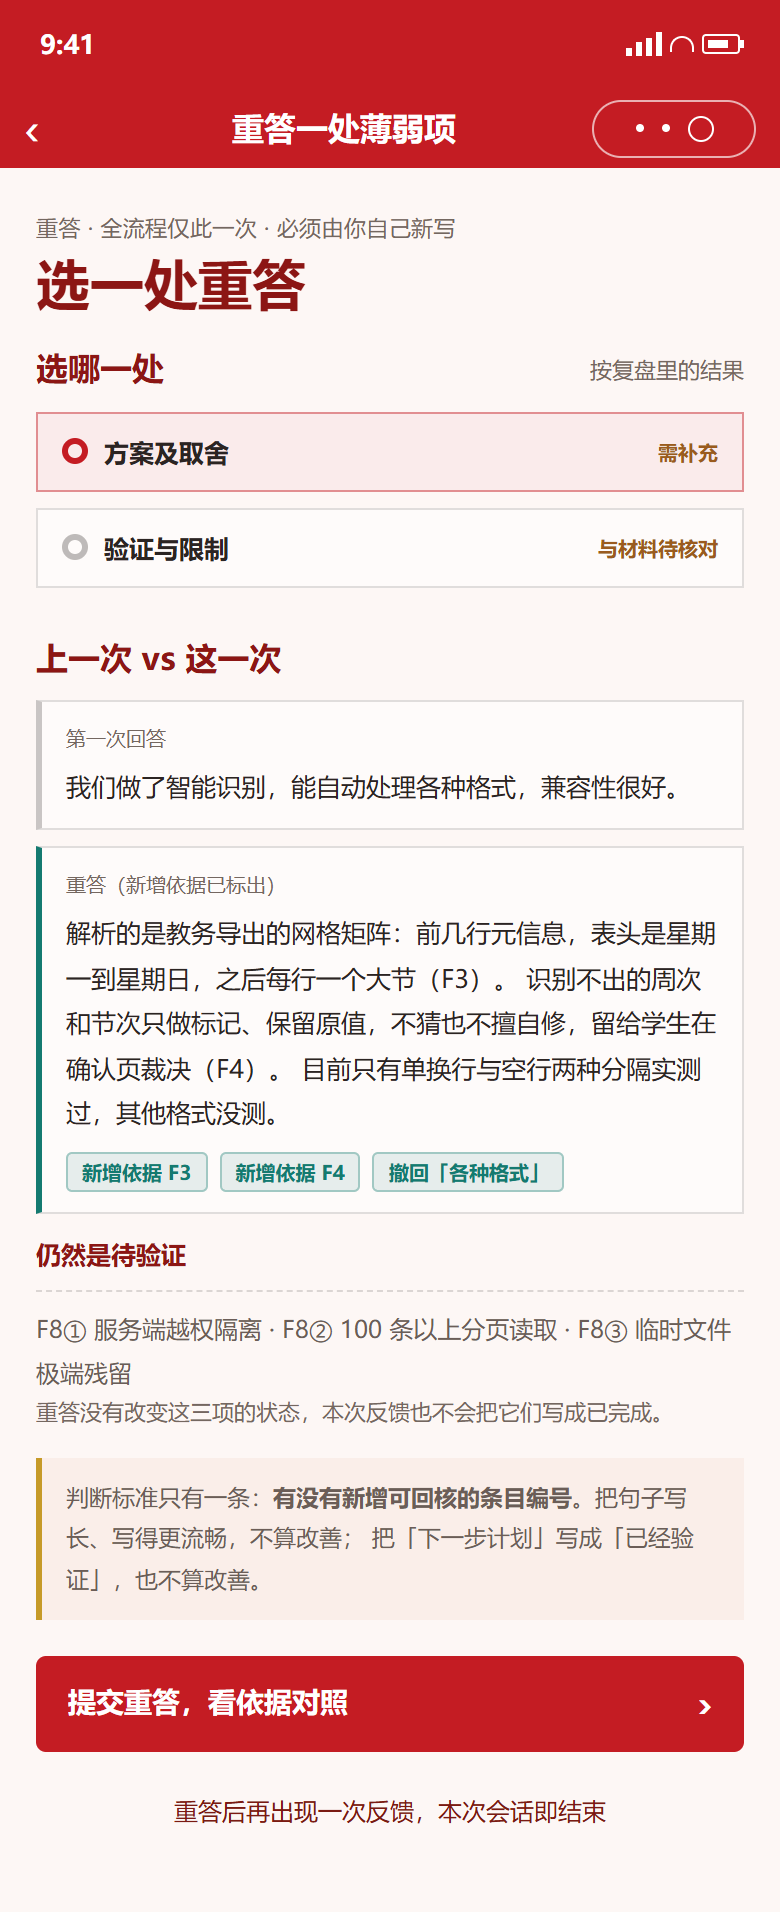 9:41
‹ 重答一处薄弱项
重答 · 全流程仅此一次 · 必须由你自己新写
选一处重答
选哪一处 按复盘里的结果
方案及取舍 需补充
验证与限制 与材料待核对
上一次 vs 这一次
第一次回答
我们做了智能识别，能自动处理各种格式，兼容性很好。
重答（新增依据已标出）
解析的是教务导出的网格矩阵：前几行元信息，表头是星期
一到星期日，之后每行一个大节（F3）。 识别不出的周次
和节次只做标记、保留原值，不猜也不擅自修，留给学生在
确认页裁决（F4）。 目前只有单换行与空行两种分隔实测
过，其他格式没测。
新增依据 F3 新增依据 F4 撤回「各种格式」
仍然是待验证
F8① 服务端越权隔离 · F8② 100 条以上分页读取 · F8③ 临时文件
极端残留
重答没有改变这三项的状态，本次反馈也不会把它们写成已完成。
判断标准只有一条：有没有新增可回核的条目编号。把句子写
长、写得更流畅，不算改善； 把「下一步计划」写成「已经验
证」，也不算改善。
提交重答，看依据对照 ›
重答后再出现一次反馈，本次会话即结束